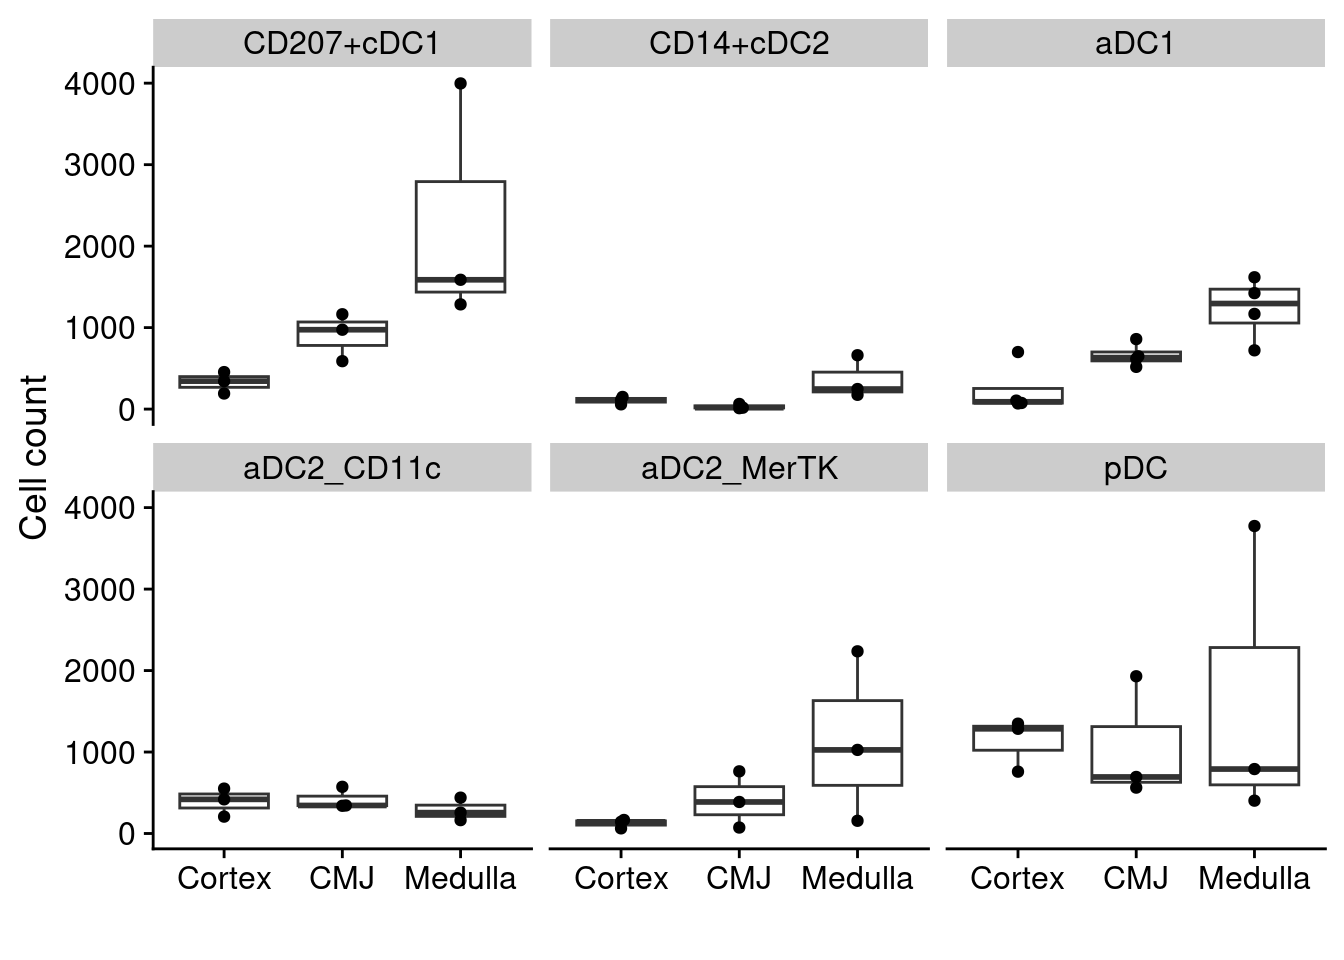 CD207+cDC1 CD14+cDC2 aDC1
4000
3000
2000
1000
0
Cell count
aDC2_CD11c aDC2_MerTK pDC
4000
3000
2000
1000
0
Cortex CMJ Medulla Cortex CMJ Medulla Cortex CMJ Medulla